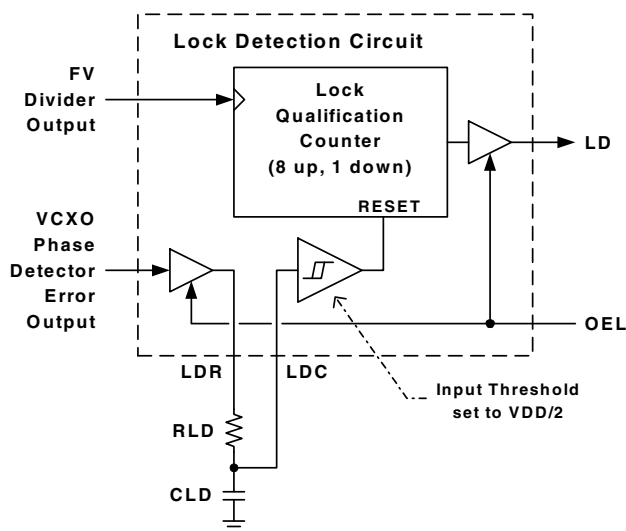 Lock Detection Circuit
FV
Divider
Output
Lock
Qualification
Counter
(8 up, 1 down)
RESET
LD
VCXO
Phase
Detector
Error
Output
OEL
LDR
LDC
Input Threshold
set to VDD/2
RLD
CLD